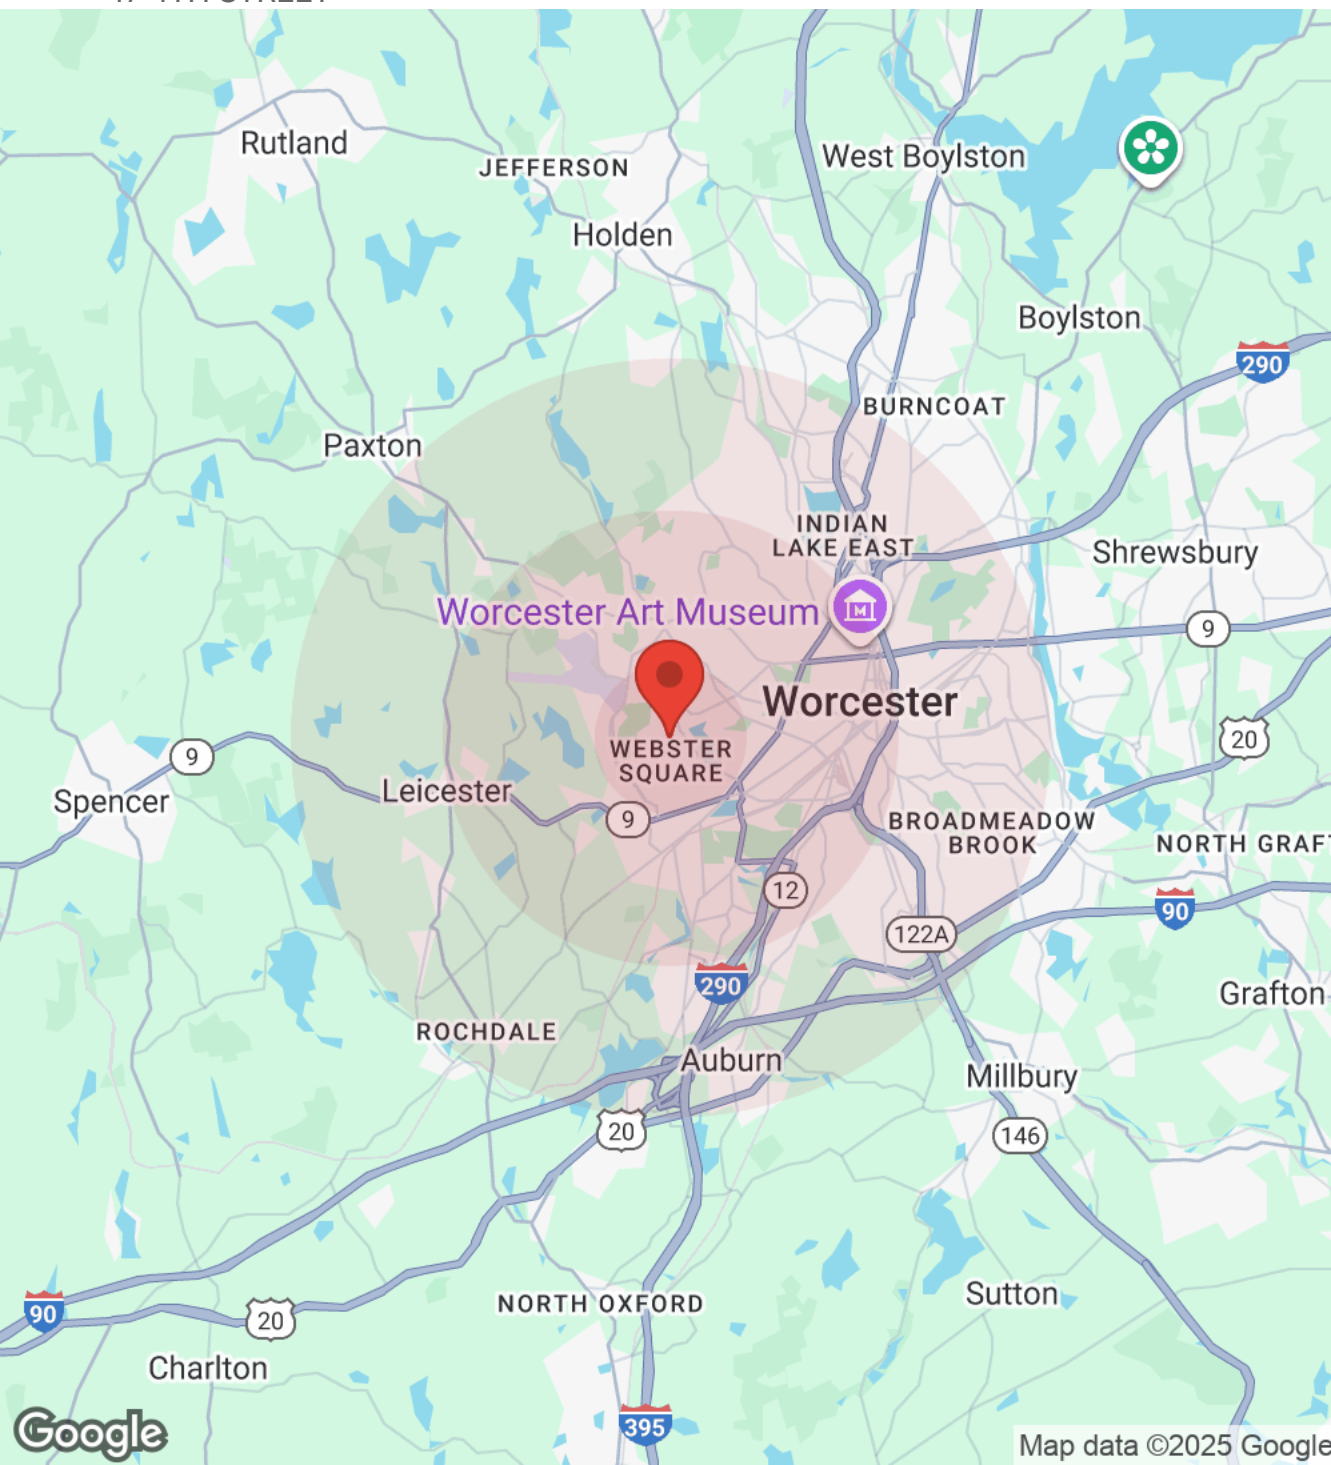 Rutland
JEFFERSON
West Boylston
Holden
Boylston
290
BURNCOAT
Paxton
INDIAN
LAKE EAST
Shrewsbury
Worcester Art Museum
M
9
Worcester
20
9
WEBSTER
SQUARE
Leicester
Spencer
9
BROADMEADOW
BROOK
NORTH GRAFT
12
90
122A
290
Grafton
ROCHDALE
Auburn
Millbury
20
146
Sutton
NORTH OXFORD
90
20
Charlton
395
Google
Map data ©2025 Google